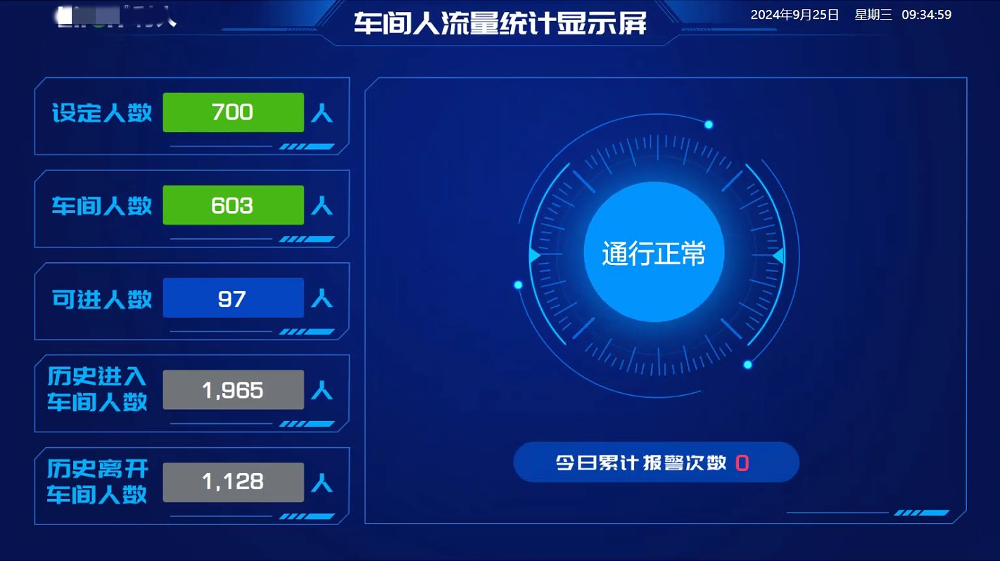 车间人流量统计显示屏
2024年9月25日 星期三 09:34:59
设定人数 700 人
车间人数 603 人
可进人数 97 人
历史进入
车间人数 1,965 人
历史离开
车间人数 1,128 人
通行正常
今日累计报警次数 0